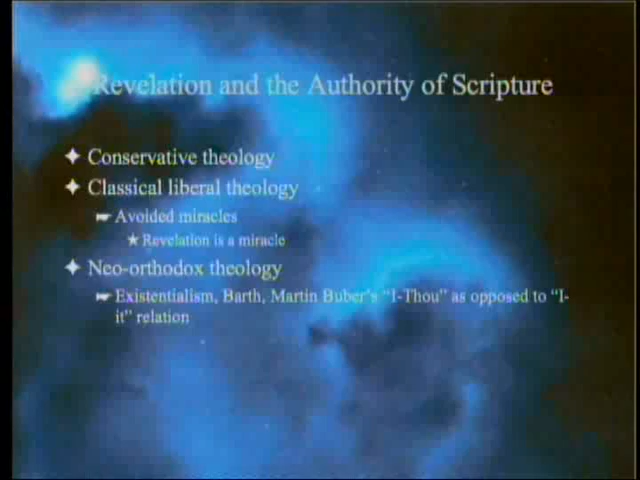 Revelation and the Authority of Scripture
Conservative theology
Classical liberal theology
Avoided miracles
Revelation is a miracle
Neo-orthodox theology
Existentialism, Barth, Martin Buber's "I-Thou" as opposed to "I-
it" relation